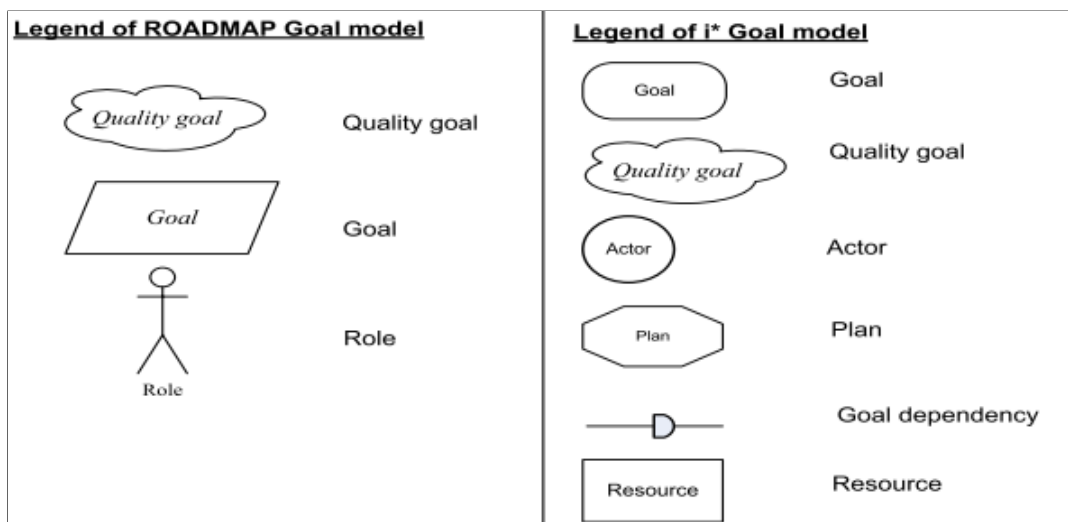 Legend of ROADMAP Goal model
Quality goal
Quality goal
Goal
Goal
Role
Role
Legend of i* Goal model
Goal
Goal
Quality goal
Quality goal
Actor
Actor
Plan
Plan
Goal dependency
Resource
Resource